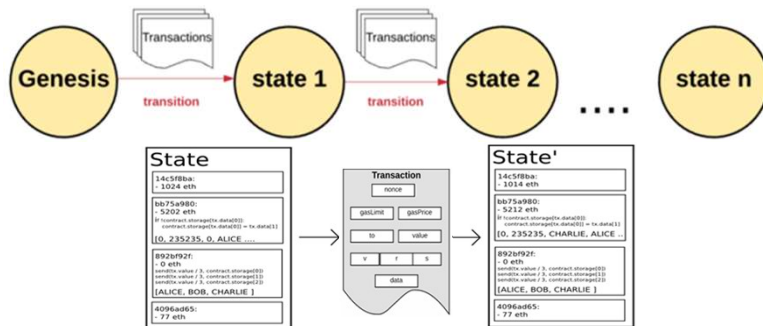 Transactions
Transactions
Genesis
state 1
state 2
state n
transition
transition
....
State
14c5f8ba:
- 1024 eth
bb75a980:
- 5202 eth
if !contract.storage[tx.data[0]]:
contract.storage[tx.data[0]] = tx.data[1]
[0, 235235, 0, ALICE ....
892bf92f:
- 0 eth
send(tx.value / 3, contract.storage[0])
send(tx.value / 3, contract.storage[1])
send(tx.value / 3, contract.storage[2])
[ALICE, BOB, CHARLIE ]
4096ad65:
- 77 eth
Transaction
nonce
gasLimit gasPrice
to value
v r s
data
State'
14c5f8ba:
- 1014 eth
bb75a980:
- 5212 eth
if !contract.storage[tx.data[0]]:
contract.storage[tx.data[0]] = tx.data[1]
[0, 235235, CHARLIE, ALICE ..
892bf92f:
- 0 eth
send(tx.value / 3, contract.storage[0])
send(tx.value / 3, contract.storage[1])
send(tx.value / 3, contract.storage[2])
[ALICE, BOB, CHARLIE ]
4096ad65:
- 77 eth